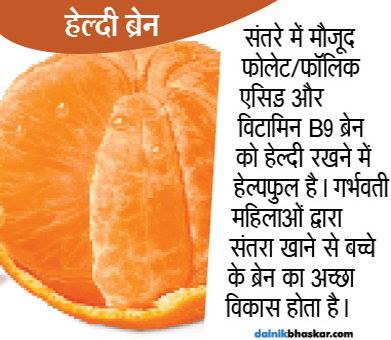 हेल्दी ब्रेन
संतरे में मौजूद
फोलेट/फॉलिक
एसिड और
विटामिन B9 ब्रेन
को हेल्दी रखने में
हेल्पफुल है। गर्भवती
महिलाओं द्वारा
संतरा खाने से बच्चे
के ब्रेन का अच्छा
विकास होता है।
dainikbhaskar.com